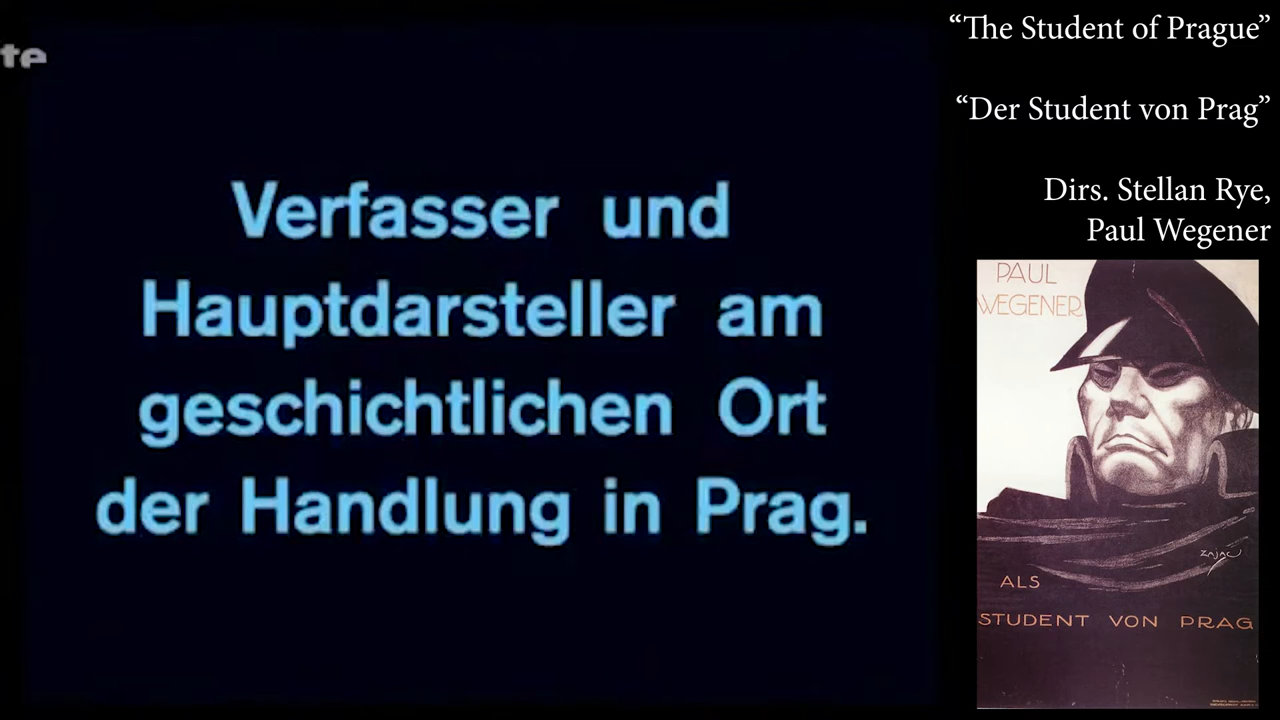 te
Verfasser und
Hauptdarsteller am
geschichtlichen Ort
der Handlung in Prag.
“The Student of Prague”
“Der Student von Prag”
Dirs. Stellan Rye,
Paul Wegener
PAUL
WEGENER
ALS
STUDENT VON PRAG